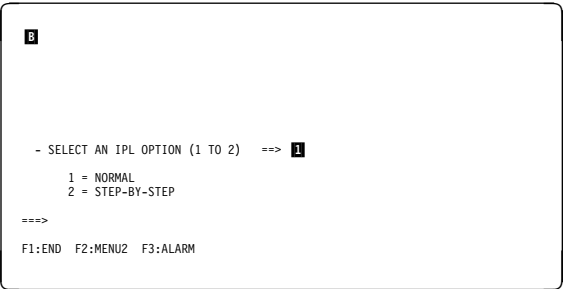 B
- SELECT AN IPL OPTION (1 TO 2) ==> 1
1 = NORMAL
2 = STEP-BY-STEP
===>
F1:END F2:MENU2 F3:ALARM